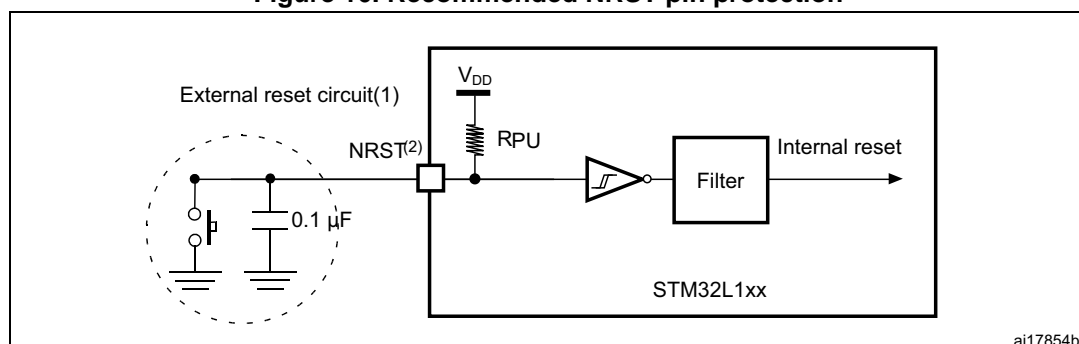 Figure 16. Recommended NRST pin protection
External reset circuit(1)
VDD
NRST(2)
RPU
Filter
Internal reset
0.1 µF
STM32L1xx
ai17854b